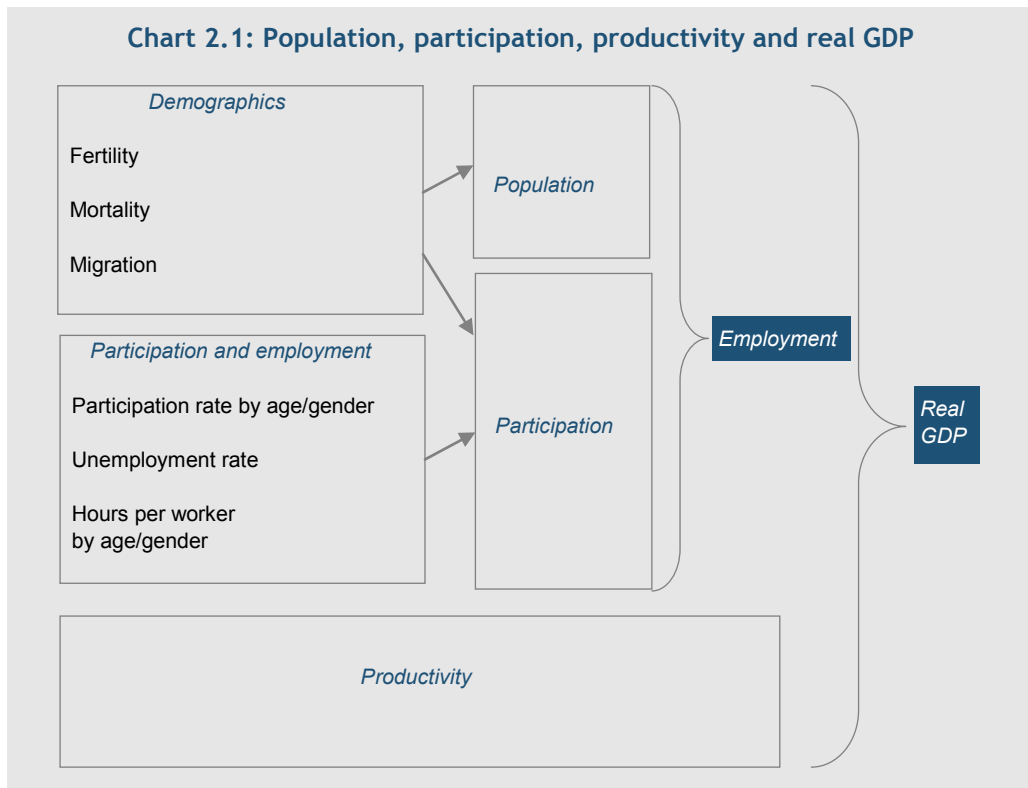 Chart 2.1: Population, participation, productivity and real GDP
Demographics
Fertility
Mortality
Migration
Population
Participation and employment
Participation rate by age/gender
Unemployment rate
Hours per worker
by age/gender
Participation
Employment
Real
GDP
Productivity